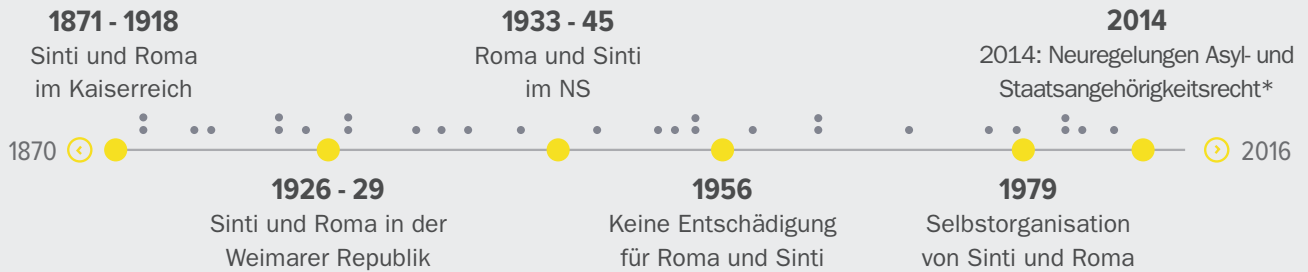 1871 - 1918
Sinti und Roma
im Kaiserreich
1933 - 45
Roma und Sinti
im NS
2014
2014: Neuregelungen Asyl- und
Staatsangehörigkeitsrecht*
1870
2016
1926 - 29
Sinti und Roma in der
Weimarer Republik
1956
Keine Entschädigung
für Roma und Sinti
1979
Selbstorganisation
von Sinti und Roma